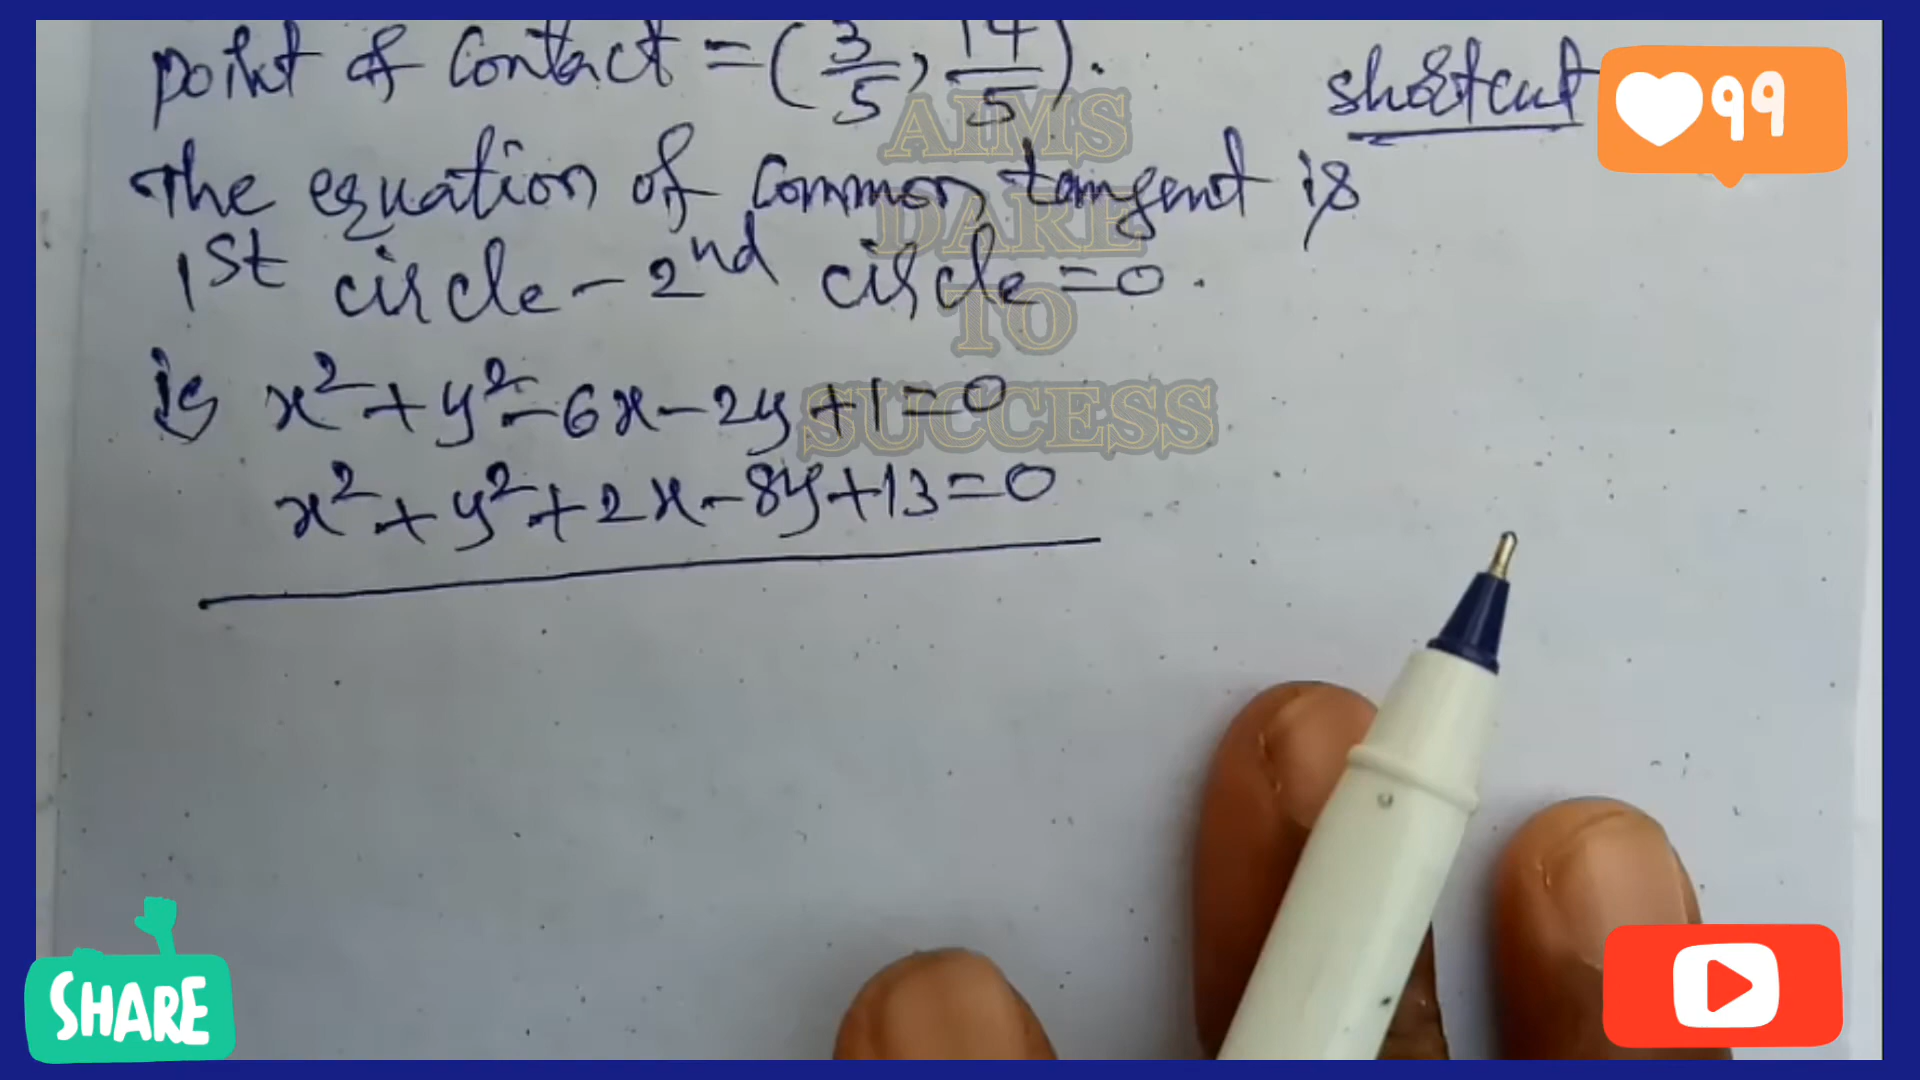 point of contact = (3/5, 14/5).
shortcut
99
The equation of common tangent is
1st circle - 2nd circle = 0.
is x² + y² - 6x - 2y + 1 = 0
x² + y² + 2x - 8y + 13 = 0
AIMS
DARE
TO
SUCCESS
SHARE